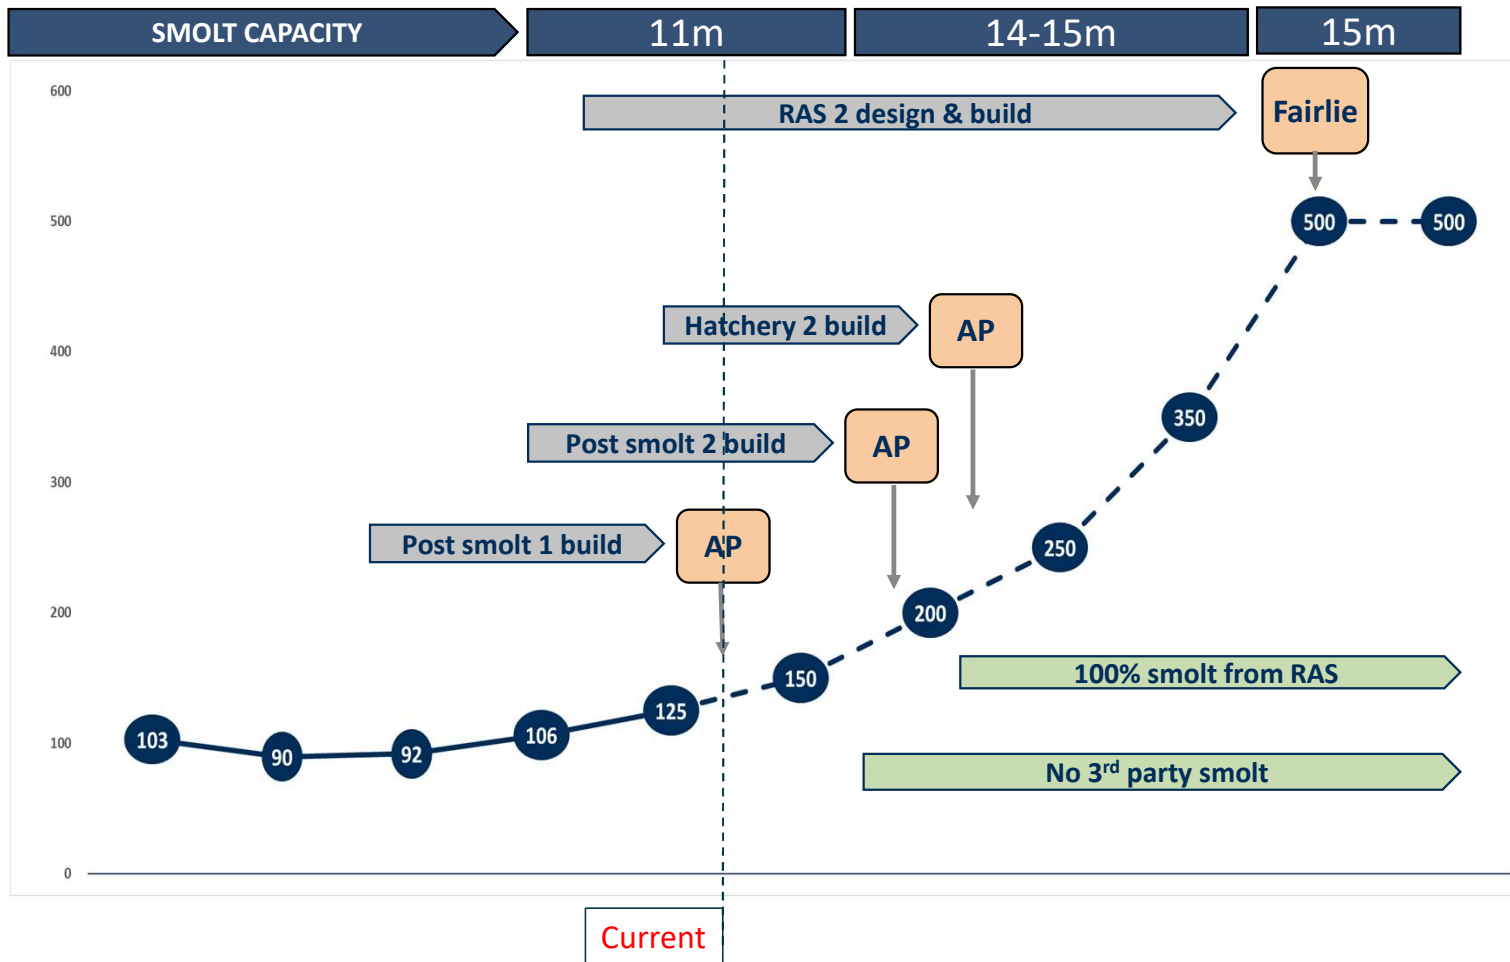 SMOLT CAPACITY
11m
14-15m
15m
600
RAS 2 design & build
Fairlie
500
500
500
Hatchery 2 build
AP
400
350
Post smolt 2 build
AP
300
Post smolt 1 build
AP
250
200
200
100% smolt from RAS
150
125
106
103
90
92
100
No 3rd party smolt
0
Current